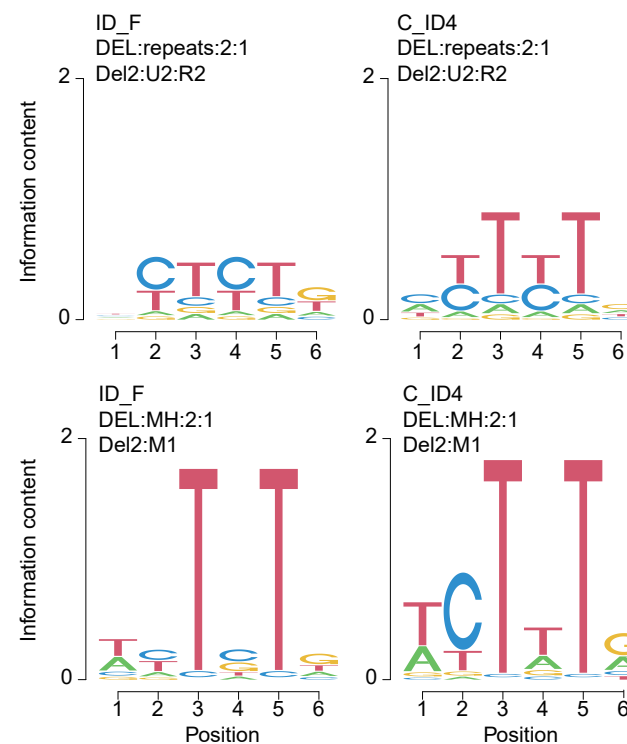 ID_F
DEL:repeats:2:1
Del2:U2:R2
C_ID4
DEL:repeats:2:1
Del2:U2:R2
Information content
2
0
1 2 3 4 5 6
2
0
1 2 3 4 5 6
ID_F
DEL:MH:2:1
Del2:M1
C_ID4
DEL:MH:2:1
Del2:M1
Information content
2
0
1 2 3 4 5 6
Position
2
0
1 2 3 4 5 6
Position